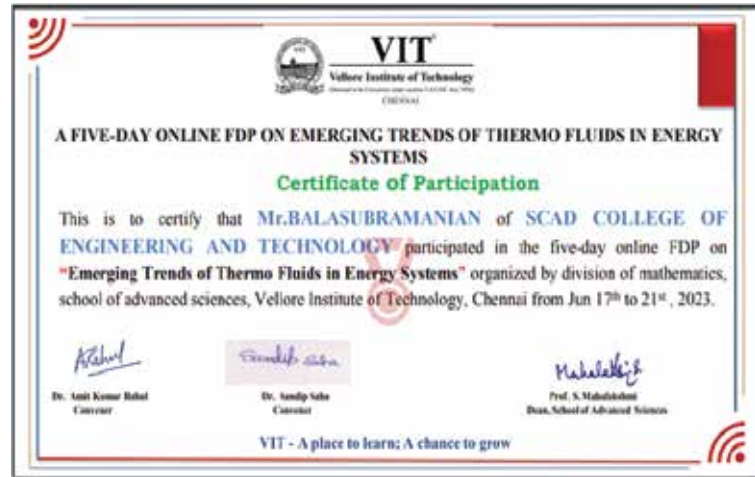 VIT
Vellore Institute of Technology
CHENNAI
A FIVE-DAY ONLINE FDP ON EMERGING TRENDS OF THERMO FLUIDS IN ENERGY
SYSTEMS
Certificate of Participation
This is to certify that Mr.BALASUBRAMANIAN of SCAD COLLEGE OF
ENGINEERING AND TECHNOLOGY participated in the five-day online FDP on
"Emerging Trends of Thermo Fluids in Energy Systems" organized by division of mathematics,
school of advanced sciences, Vellore Institute of Technology, Chennai from Jun 17th to 21st , 2023.
ARahul
Sandip Saha
Mahalakshmi
Dr. Amit Kumar Rahul
Convener
Dr. Sandip Saha
Convener
Prof. S. Mahalakshmi
Dean, School of Advanced Sciences
VIT - A place to learn; A chance to grow